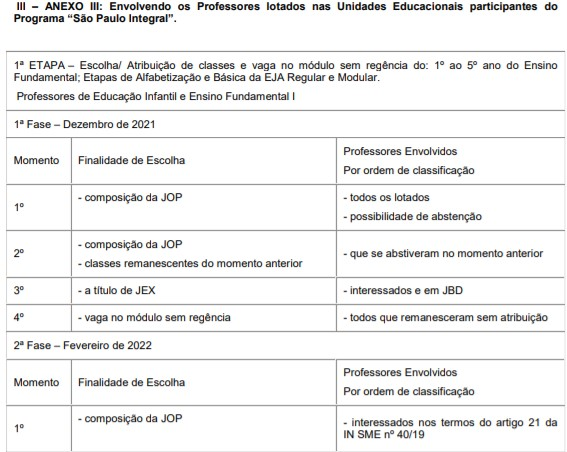 III – ANEXO III: Envolvendo os Professores lotados nas Unidades Educacionais participantes do
Programa “São Paulo Integral”.
1ª ETAPA – Escolha/ Atribuição de classes e vaga no módulo sem regência do: 1º ao 5º ano do Ensino
Fundamental; Etapas de Alfabetização e Básica da EJA Regular e Modular.
Professores de Educação Infantil e Ensino Fundamental I
1ª Fase – Dezembro de 2021
Momento
Finalidade de Escolha
Professores Envolvidos
Por ordem de classificação
1º
- composição da JOP
- todos os lotados
- possibilidade de abstenção
2º
- composição da JOP
- classes remanescentes do momento anterior
- que se abstiveram no momento anterior
3º
- a título de JEX
- interessados e em JBD
4º
- vaga no módulo sem regência
- todos que remanesceram sem atribuição
2ª Fase – Fevereiro de 2022
Momento
Finalidade de Escolha
Professores Envolvidos
Por ordem de classificação
1º
- composição da JOP
- interessados nos termos do artigo 21 da
IN SME nº 40/19